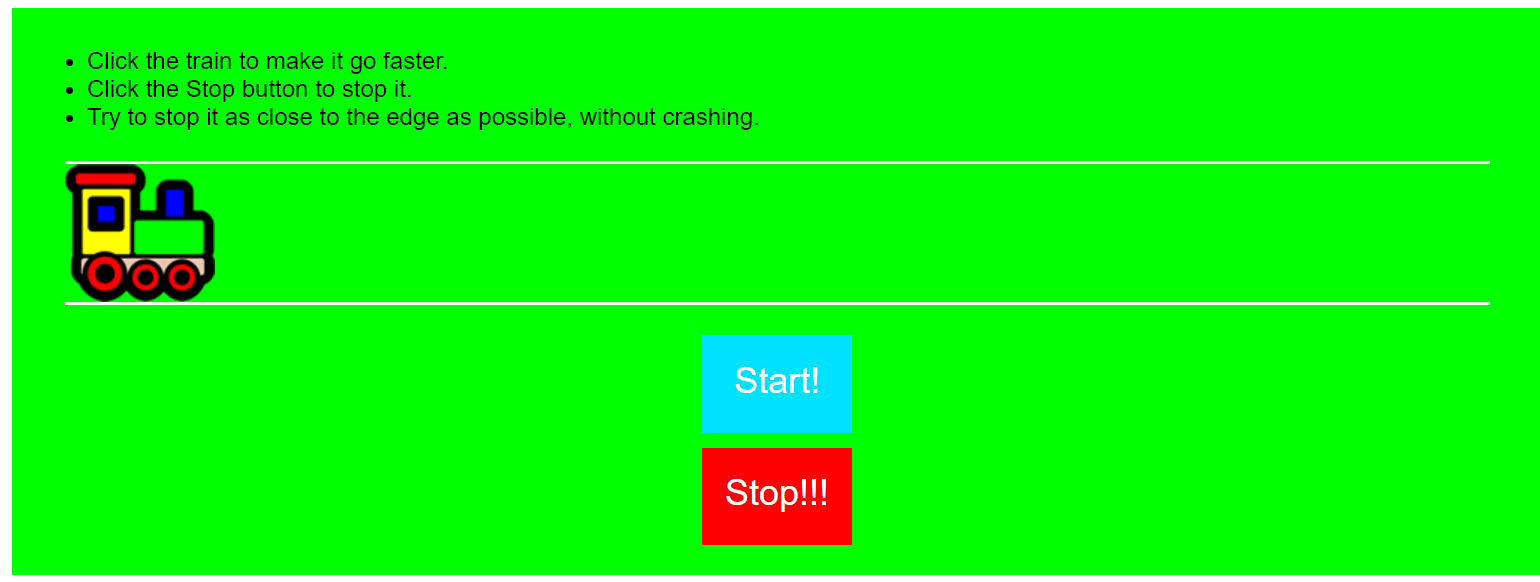 Click the train to make it go faster.
Click the Stop button to stop it.
Try to stop it as close to the edge as possible, without crashing.
Start!
Stop!!!